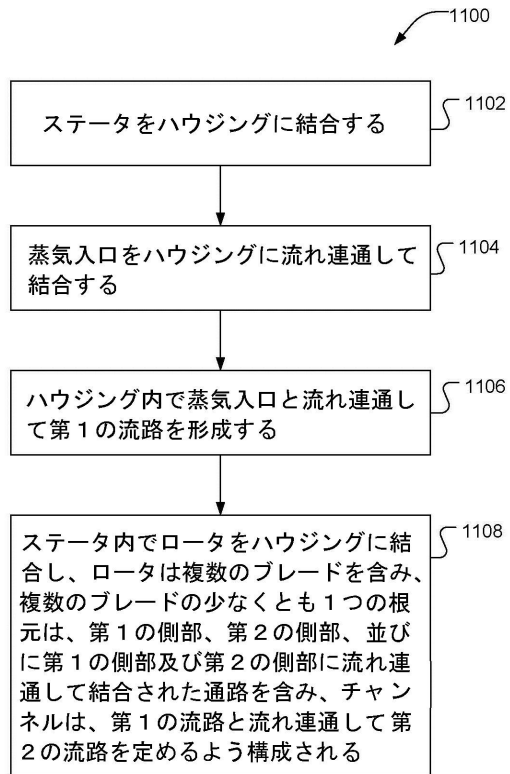 1100
ステータをハウジングに結合する
1102
蒸気入口をハウジングに流れ連通して
結合する
1104
ハウジング内で蒸気入口と流れ連通し
て第１の流路を形成する
1106
ステータ内でロータをハウジングに結
合し、ロータは複数のブレードを含み、
複数のブレードの少なくとも１つの根
元は、第１の側部、第２の側部、並び
に第１の側部及び第２の側部に流れ連
通して結合された通路を含み、チャン
ネルは、第１の流路と流れ連通して第
２の流路を定めるよう構成される
1108